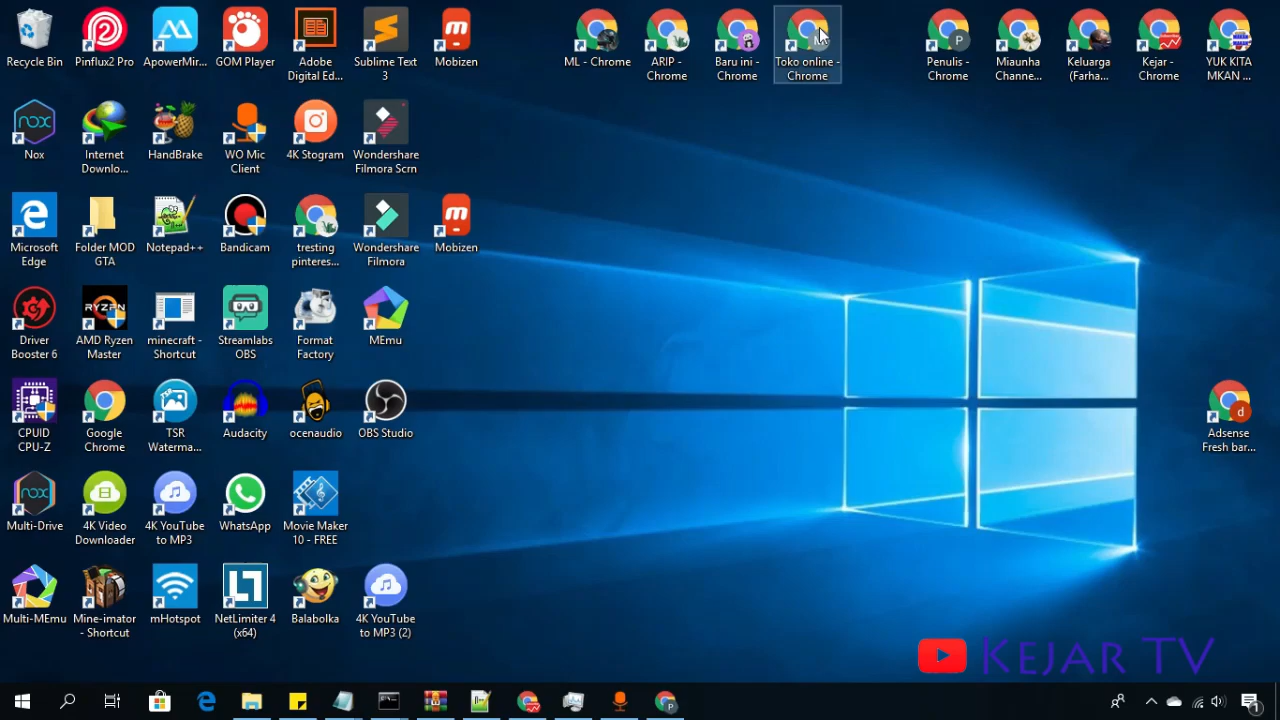 Recycle Bin
Pinflux2 Pro
ApowerMir...
GOM Player
Adobe
Digital Ed...
Sublime Text
3
Mobizen
ML - Chrome
ARIP -
Chrome
Baru ini -
Chrome
Toko online -
Chrome
Penulis -
Chrome
Miaunha
Channe...
Keluarga
(Farha...
Kejar -
Chrome
YUK KITA
MKAN ...
Nox
Internet
Downlo...
HandBrake
WO Mic
Client
4K Stogram
Wondershare
Filmora Scrn
Microsoft
Edge
Folder MOD
GTA
Notepad++
Bandicam
tresting
pinteres...
Wondershare
Filmora
Mobizen
Driver
Booster 6
RYZEN
AMD Ryzen
Master
minecraft -
Shortcut
Streamlabs
OBS
Format
Factory
MEmu
CPUID
CPU-Z
Google
Chrome
TSR
Waterma...
Audacity
ocenaudio
OBS Studio
Adsense
Fresh bar...
Multi-Drive
4K Video
Downloader
4K YouTube
to MP3
WhatsApp
Movie Maker
10 - FREE
Multi-MEmu
Mine-imator
- Shortcut
mHotspot
NetLimiter 4
(x64)
Balabolka
4K YouTube
to MP3 (2)
KEJAR TV